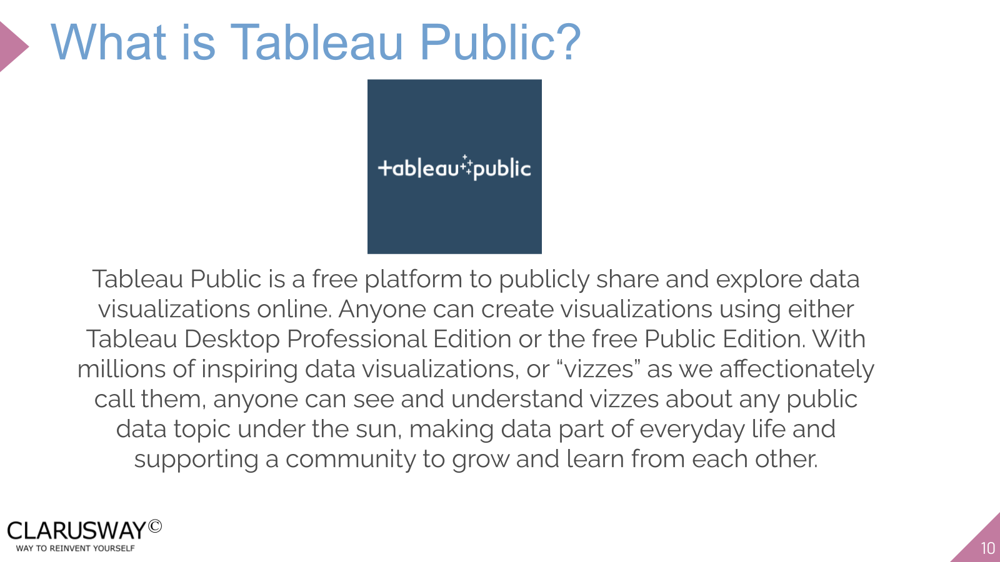 What is Tableau Public?
+ableau public
Tableau Public is a free platform to publicly share and explore data
visualizations online. Anyone can create visualizations using either
Tableau Desktop Professional Edition or the free Public Edition. With
millions of inspiring data visualizations, or “vizzes” as we affectionately
call them, anyone can see and understand vizzes about any public
data topic under the sun, making data part of everyday life and
supporting a community to grow and learn from each other.
CLARUSWAY©
WAY TO REINVENT YOURSELF
10